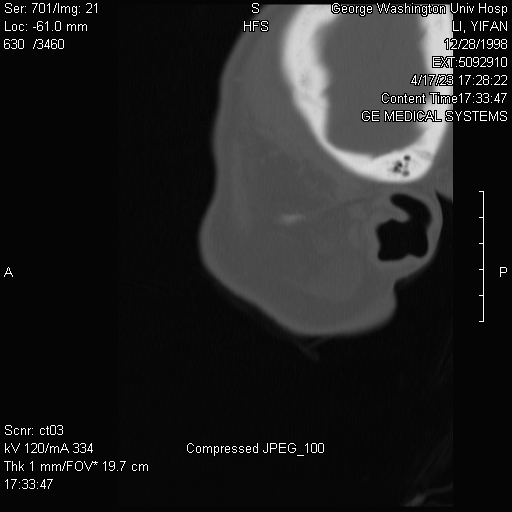 Ser: 701/Img: 21
Loc: -61.0 mm
630 /3460
S
HFS
George Washington Univ Hosp
LI, YIFAN
12/28/1998
EXT:5092910
4/17/23 17:28:22
Content Time17:33:47
GE MEDICAL SYSTEMS
A
P
Scnr: ct03
kV 120/mA 334
Thk 1 mm/FOV* 19.7 cm
17:33:47
Compressed JPEG_100